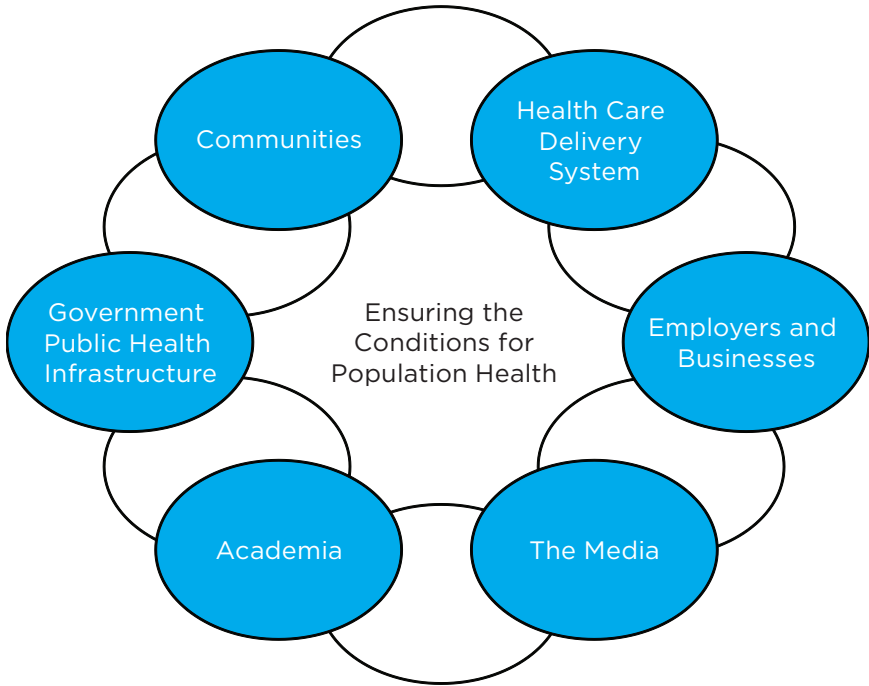 Communities
Health Care
Delivery
System
Government
Public Health
Infrastructure
Ensuring the
Conditions for
Population Health
Employers and
Businesses
Academia
The Media